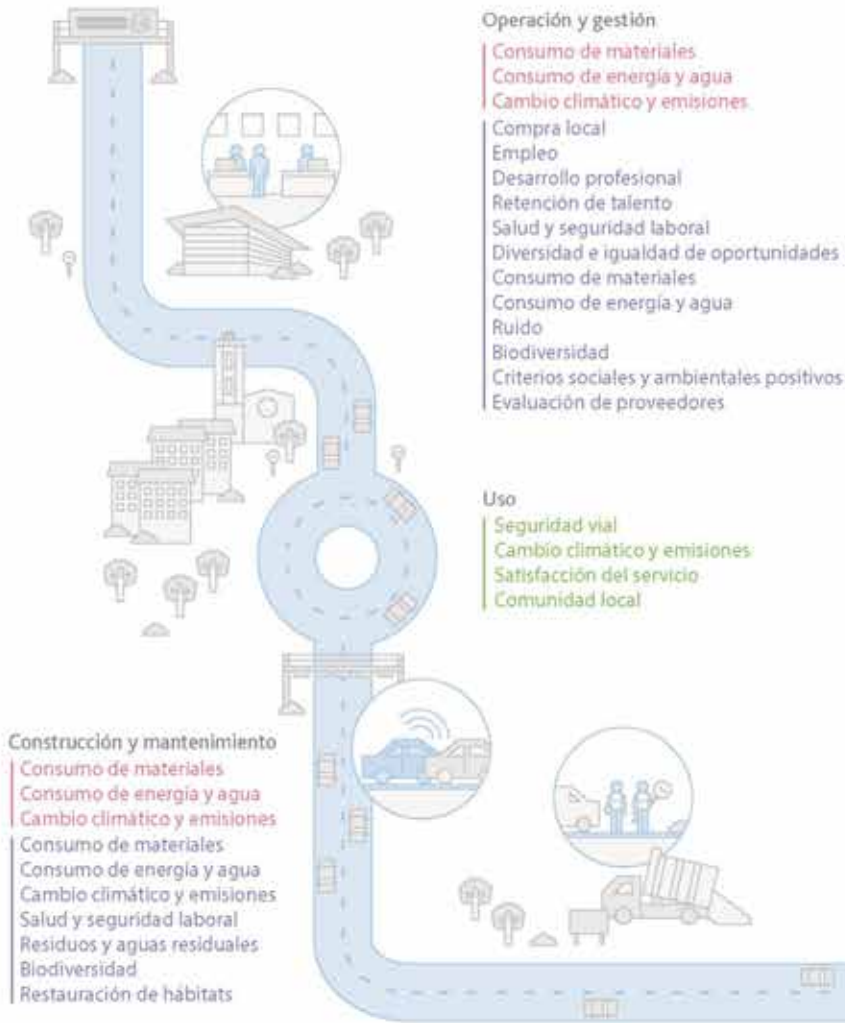 Operación y gestión
Consumo de materiales
Consumo de energía y agua
Cambio climático y emisiones
Compra local
Empleo
Desarrollo profesional
Retención de talento
Salud y seguridad laboral
Diversidad e igualdad de oportunidades
Consumo de materiales
Consumo de energía y agua
Ruido
Biodiversidad
Criterios sociales y ambientales positivos
Evaluación de proveedores
Uso
Seguridad vial
Cambio climático y emisiones
Satisfacción del servicio
Comunidad local
Construcción y mantenimiento
Consumo de materiales
Consumo de energía y agua
Cambio climático y emisiones
Consumo de materiales
Consumo de energía y agua
Cambio climático y emisiones
Salud y seguridad laboral
Residuos y aguas residuales
Biodiversidad
Restauración de hábitats